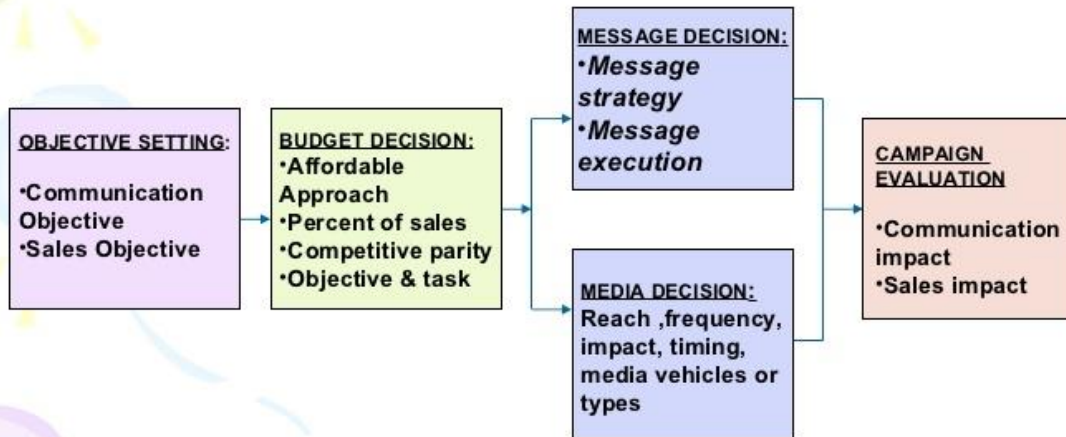 OBJECTIVE SETTING:
•Communication
Objective
•Sales Objective
BUDGET DECISION:
•Affordable
Approach
•Percent of sales
•Competitive parity
•Objective & task
MESSAGE DECISION:
•Message
strategy
•Message
execution
MEDIA DECISION:
Reach ,frequency,
impact, timing,
media vehicles or
types
CAMPAIGN
EVALUATION
•Communication
impact
•Sales impact